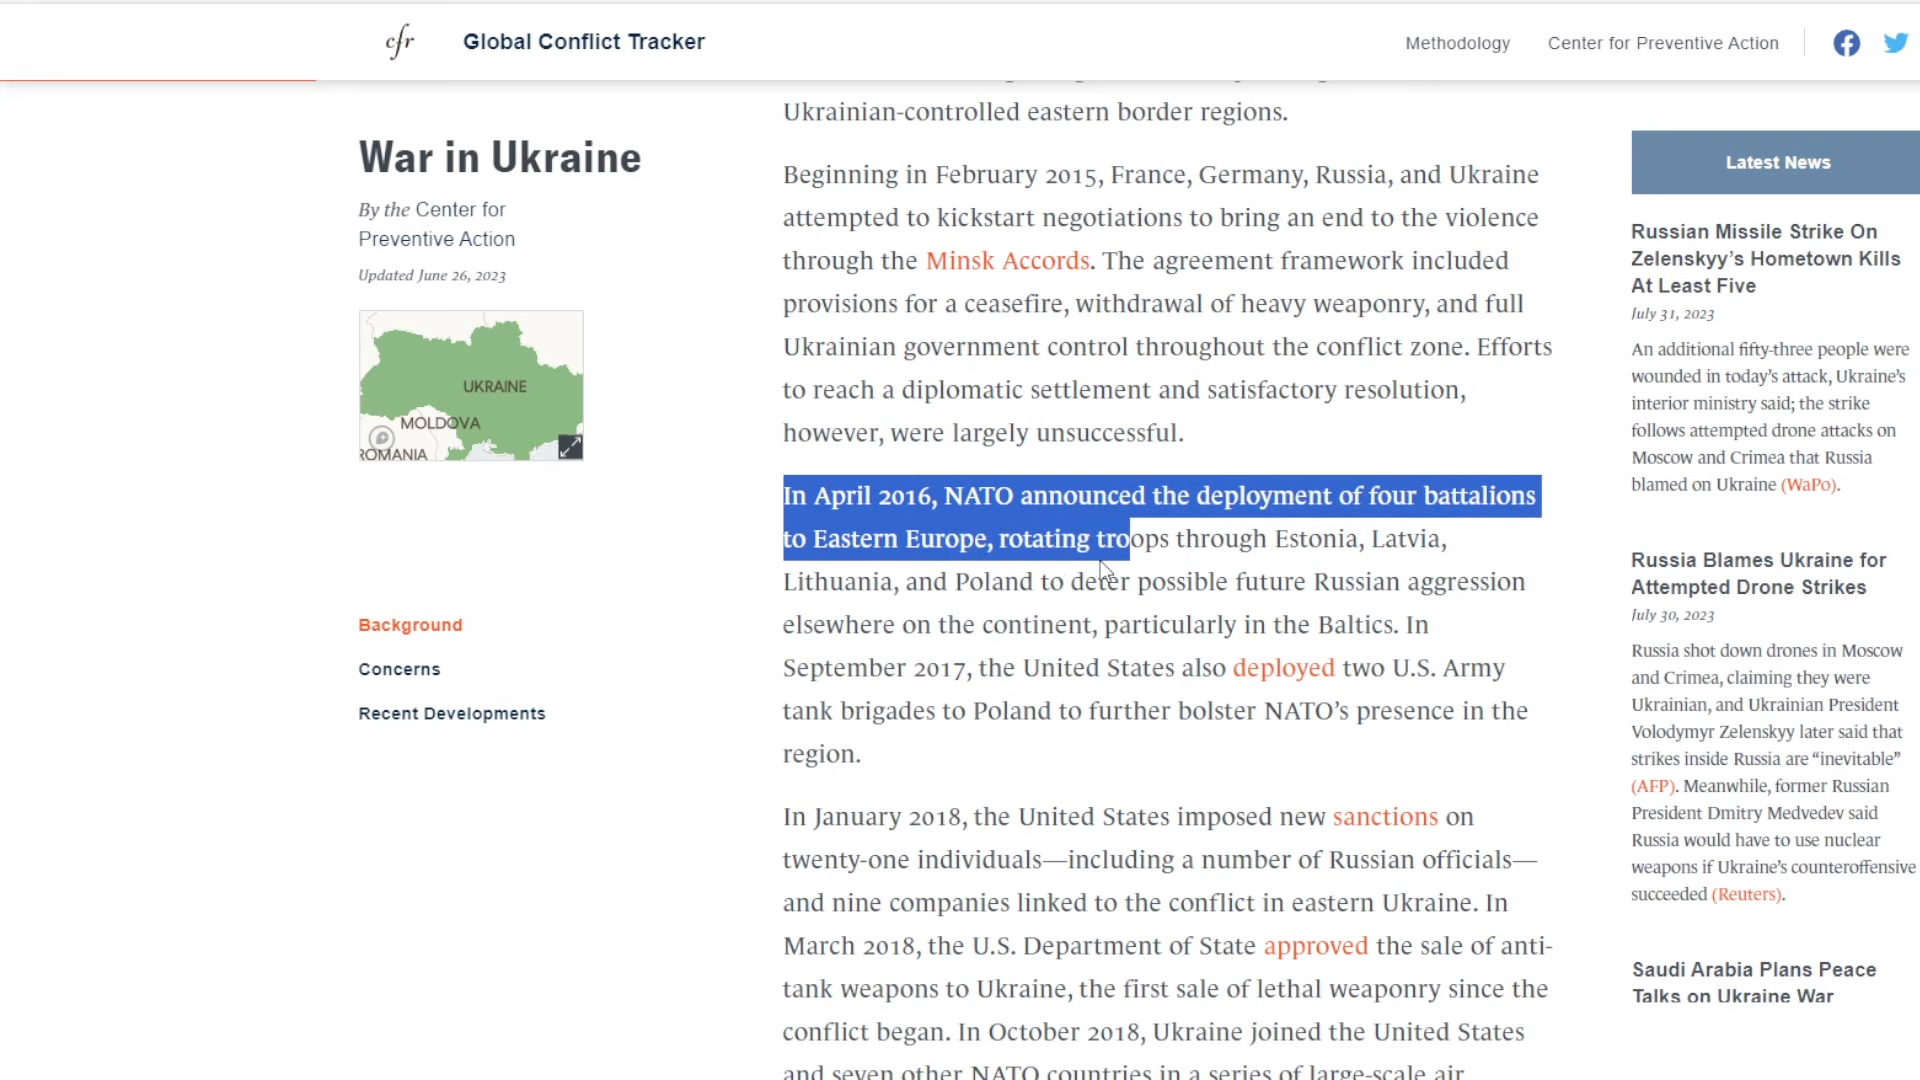 cfr
Global Conflict Tracker
Methodology
Center for Preventive Action
War in Ukraine
By the Center for
Preventive Action
Updated June 26, 2023
UKRAINE
MOLDOVA
ROMANIA
Background
Concerns
Recent Developments
Ukrainian-controlled eastern border regions.
Beginning in February 2015, France, Germany, Russia, and Ukraine
attempted to kickstart negotiations to bring an end to the violence
through the Minsk Accords. The agreement framework included
provisions for a ceasefire, withdrawal of heavy weaponry, and full
Ukrainian government control throughout the conflict zone. Efforts
to reach a diplomatic settlement and satisfactory resolution,
however, were largely unsuccessful.
In April 2016, NATO announced the deployment of four battalions
to Eastern Europe, rotating troops through Estonia, Latvia,
Lithuania, and Poland to deter possible future Russian aggression
elsewhere on the continent, particularly in the Baltics. In
September 2017, the United States also deployed two U.S. Army
tank brigades to Poland to further bolster NATO’s presence in the
region.
In January 2018, the United States imposed new sanctions on
twenty-one individuals—including a number of Russian officials—
and nine companies linked to the conflict in eastern Ukraine. In
March 2018, the U.S. Department of State approved the sale of anti-
tank weapons to Ukraine, the first sale of lethal weaponry since the
conflict began. In October 2018, Ukraine joined the United States
and seven other NATO countries in a series of large-scale air
Latest News
Russian Missile Strike On
Zelenskyy’s Hometown Kills
At Least Five
July 31, 2023
An additional fifty-three people were
wounded in today’s attack, Ukraine’s
interior ministry said; the strike
follows attempted drone attacks on
Moscow and Crimea that Russia
blamed on Ukraine (WaPo).
Russia Blames Ukraine for
Attempted Drone Strikes
July 30, 2023
Russia shot down drones in Moscow
and Crimea, claiming they were
Ukrainian, and Ukrainian President
Volodymyr Zelenskyy later said that
strikes inside Russia are “inevitable”
(AFP). Meanwhile, former Russian
President Dmitry Medvedev said
Russia would have to use nuclear
weapons if Ukraine’s counteroffensive
succeeded (Reuters).
Saudi Arabia Plans Peace
Talks on Ukraine War